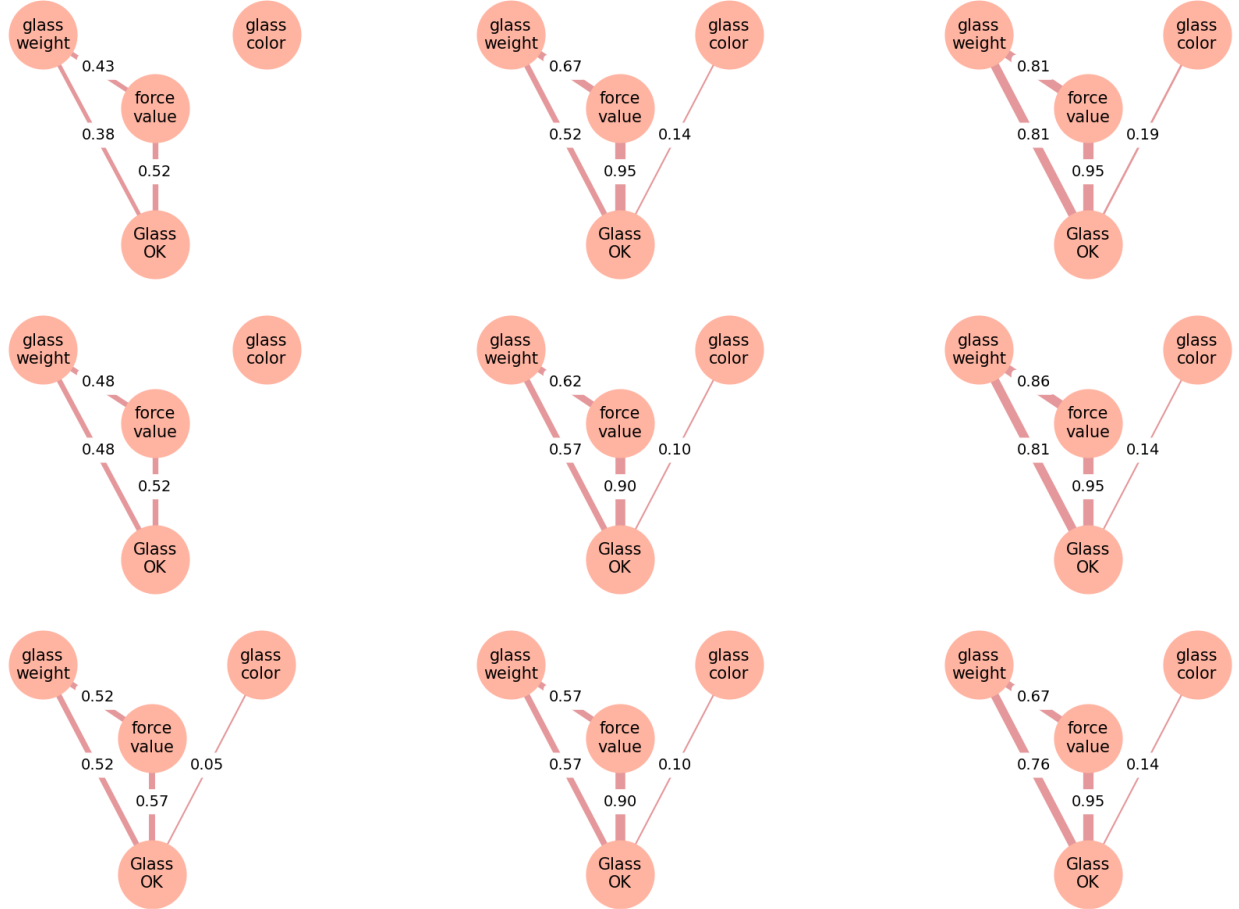 glass
weight
glass
color
0.43
force
value
0.38
0.52
Glass
OK
glass
weight
glass
color
0.67
force
value
0.52
0.14
0.95
Glass
OK
glass
weight
glass
color
0.81
force
value
0.81
0.19
0.95
Glass
OK
glass
weight
glass
color
0.48
force
value
0.48
0.52
Glass
OK
glass
weight
glass
color
0.62
force
value
0.57
0.10
0.90
Glass
OK
glass
weight
glass
color
0.86
force
value
0.81
0.14
0.95
Glass
OK
glass
weight
glass
color
0.52
force
value
0.52
0.05
0.57
Glass
OK
glass
weight
glass
color
0.57
force
value
0.57
0.10
0.90
Glass
OK
glass
weight
glass
color
0.67
force
value
0.76
0.14
0.95
Glass
OK